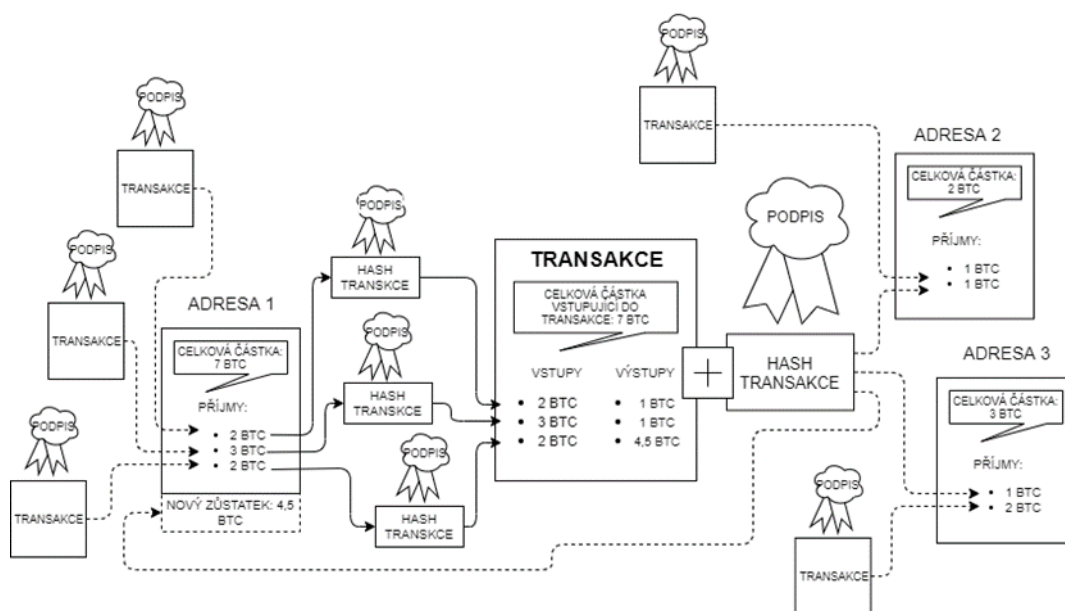 PODPIS
TRANSAKCE
PODPIS
TRANSAKCE
PODPIS
TRANSAKCE
ADRESA 1
CELKOVÁ ČÁSTKA:
7 BTC
PŘÍJMY:
• 2 BTC
• 3 BTC
• 2 BTC
NOVÝ ZŮSTATEK: 4,5
BTC
PODPIS
HASH
TRANSKCE
PODPIS
HASH
TRANSKCE
PODPIS
HASH
TRANSKCE
TRANSAKCE
CELKOVÁ ČÁSTKA
VSTUPUJÍCÍ DO
TRANSAKCE: 7 BTC
VSTUPY
• 2 BTC
• 3 BTC
• 2 BTC
VÝSTUPY
• 1 BTC
• 1 BTC
• 4,5 BTC
PODPIS
HASH
TRANSAKCE
PODPIS
TRANSAKCE
ADRESA 2
CELKOVÁ ČÁSTKA:
2 BTC
PŘÍJMY:
• 1 BTC
• 1 BTC
ADRESA 3
CELKOVÁ ČÁSTKA:
3 BTC
PŘÍJMY:
• 1 BTC
• 2 BTC
PODPIS
TRANSAKCE